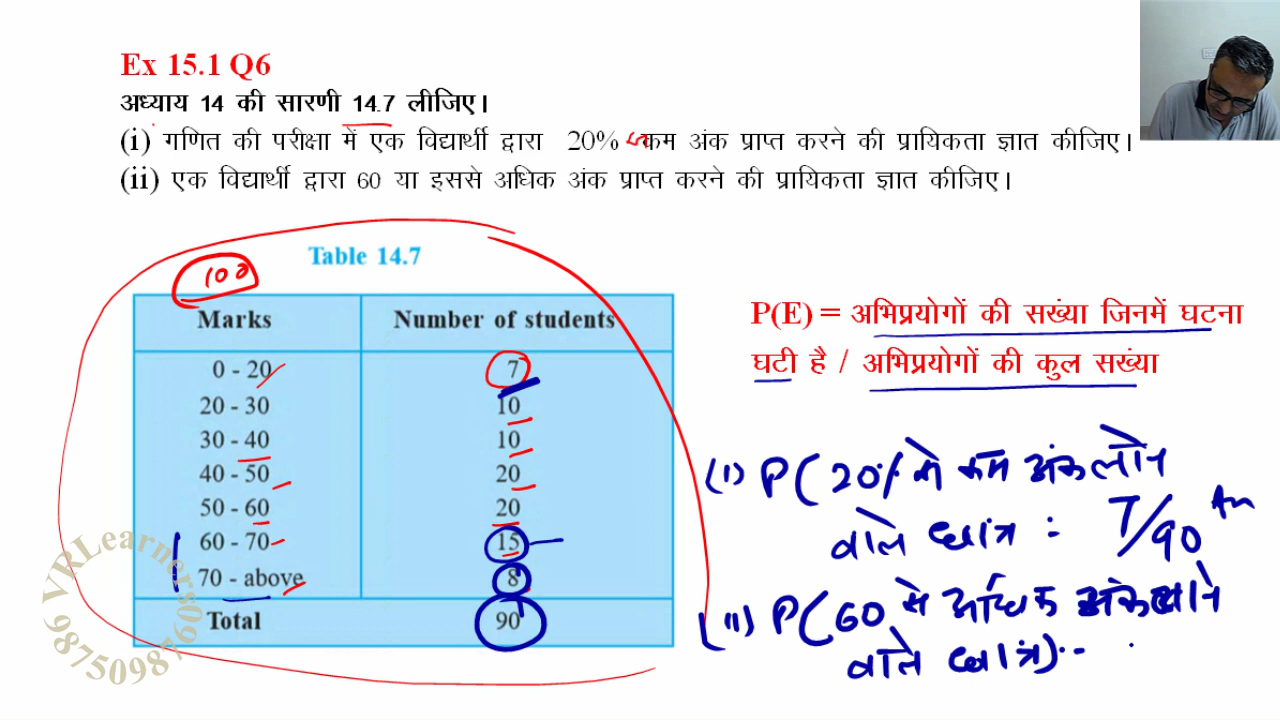 Ex 15.1 Q6
अध्याय 14 की सारणी 14.7 लीजिए।
(i) गणित की परीक्षा में एक विद्यार्थी द्वारा 20% से कम अंक प्राप्त करने की प्रायिकता ज्ञात कीजिए।
(ii) एक विद्यार्थी द्वारा 60 या इससे अधिक अंक प्राप्त करने की प्रायिकता ज्ञात कीजिए।
Table 14.7
100
Marks Number of students
0 - 20 7
20 - 30 10
30 - 40 10
40 - 50 20
50 - 60 20
60 - 70 15
70 - above 8
Total 90
P(E) = अभिप्रयोगों की सख्ंया जिनमें घटना
घटी है / अभिप्रयोगों की कुल सख्ंया
(i) P(20% से कम अंक लाने
वाले छात्र = 7/90 Ans
(ii) P(60 से अधिक अंक लाने
वाले छात्र) =
VRLearners
9875098760